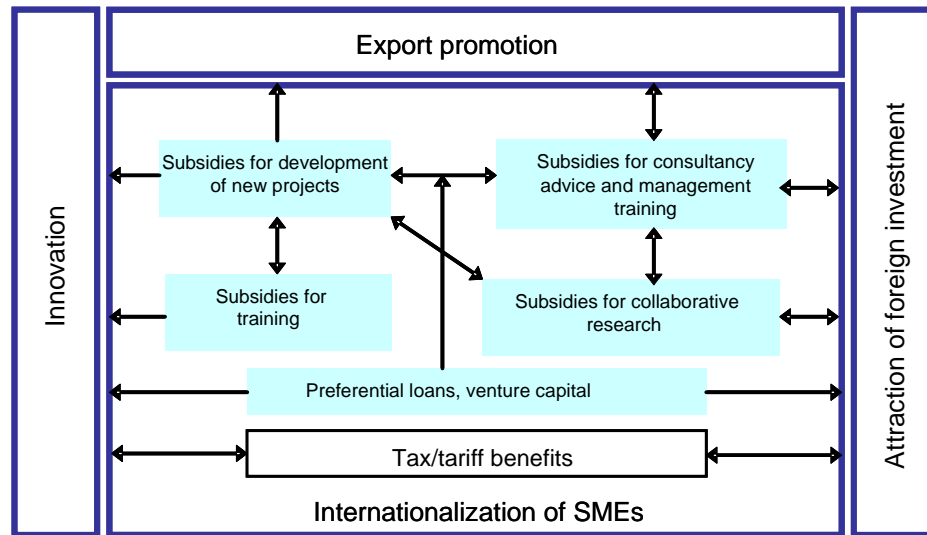 Export promotion
Innovation
Subsidies for development
of new projects
Subsidies for consultancy
advice and management
training
Subsidies for
training
Subsidies for collaborative
research
Preferential loans, venture capital
Tax/tariff benefits
Internationalization of SMEs
Attraction of foreign investment